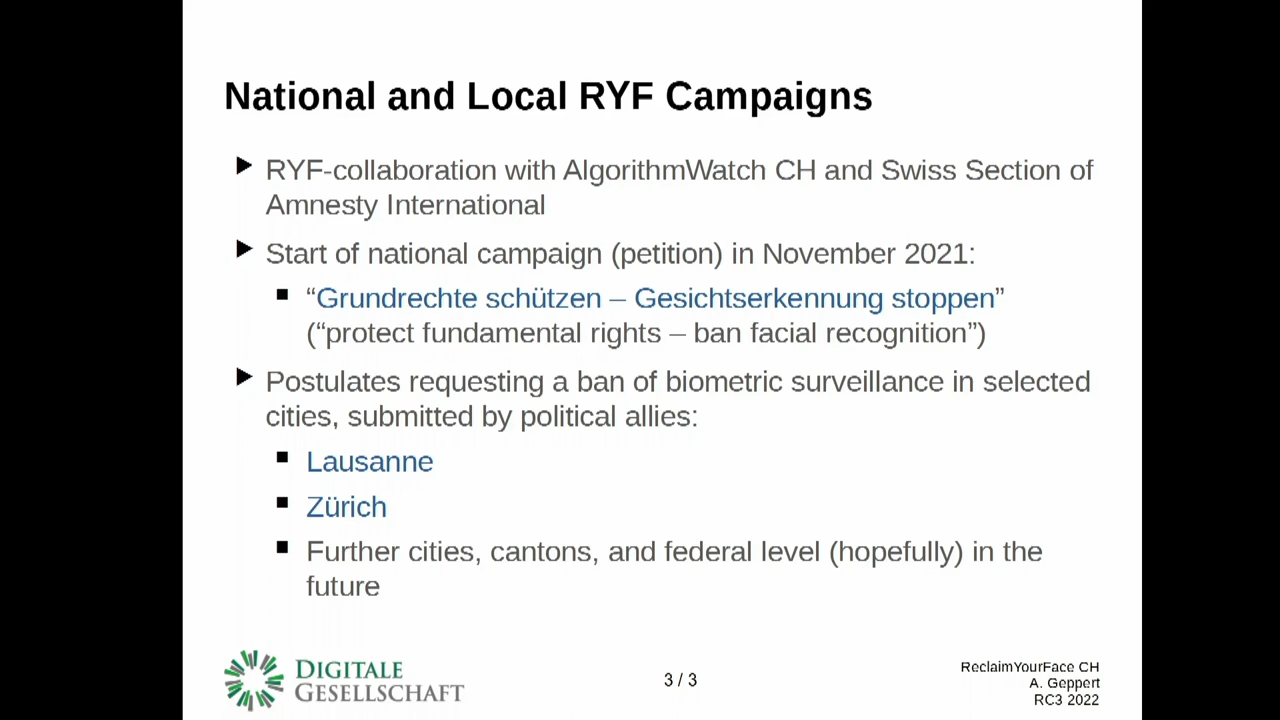 National and Local RYF Campaigns
RYF-collaboration with AlgorithmWatch CH and Swiss Section of
Amnesty International
Start of national campaign (petition) in November 2021:
“Grundrechte schützen – Gesichtserkennung stoppen”
(“protect fundamental rights – ban facial recognition”)
Postulates requesting a ban of biometric surveillance in selected
cities, submitted by political allies:
Lausanne
Zürich
Further cities, cantons, and federal level (hopefully) in the
future
DIGITALE
GESELLSCHAFT
3 / 3
ReclaimYourFace CH
A. Geppert
RC3 2022